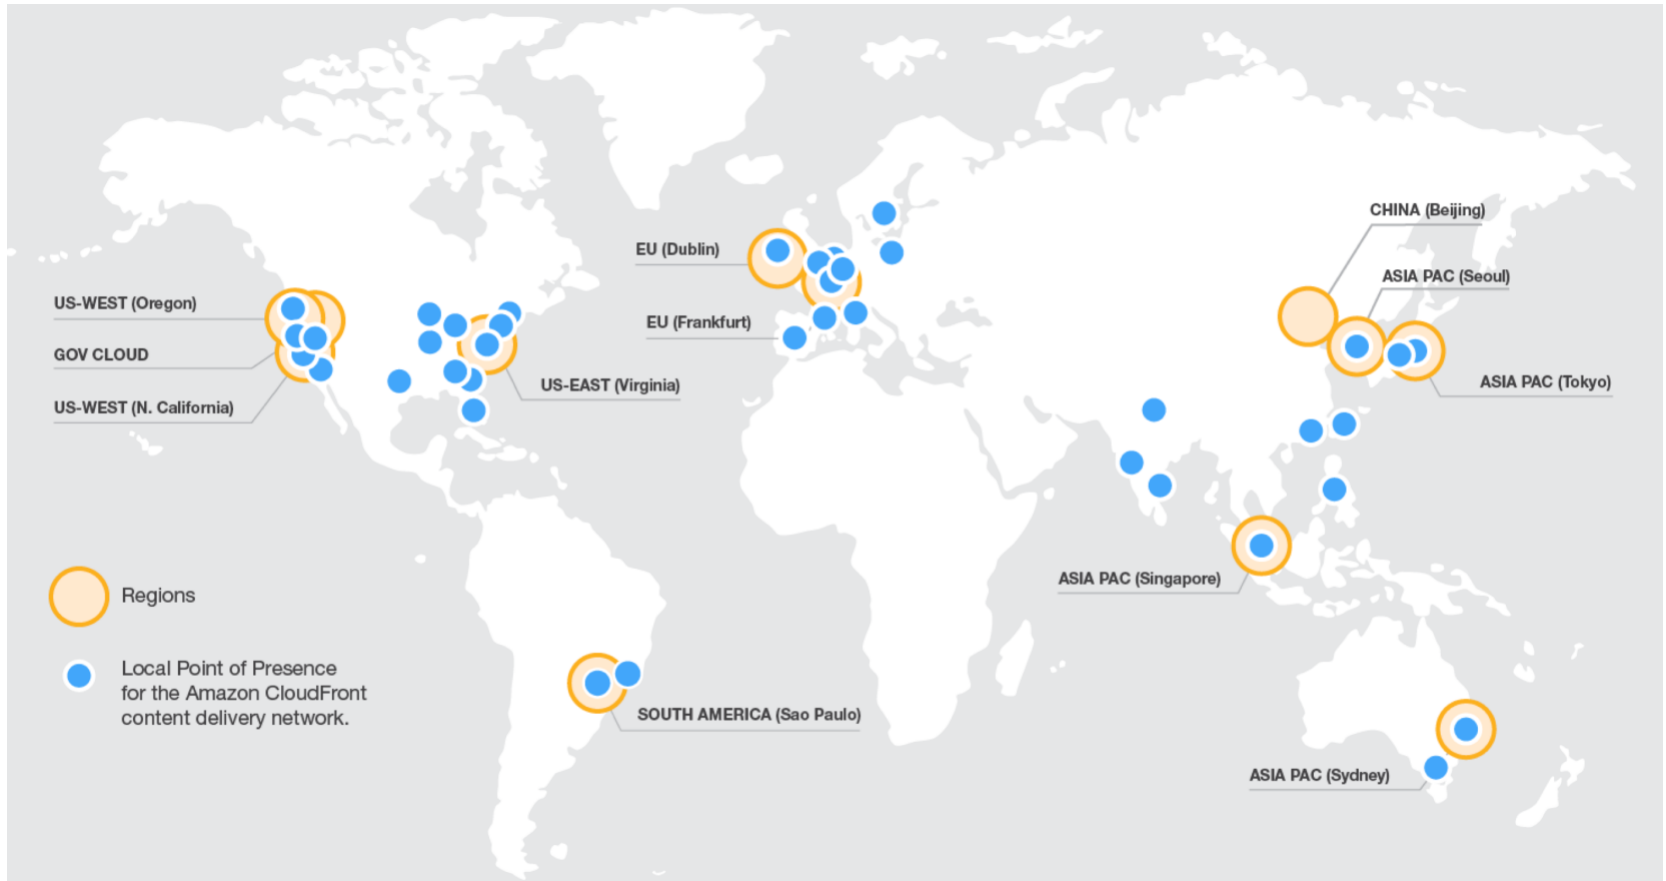 CHINA (Beijing)
EU (Dublin)
ASIA PAC (Seoul)
US-WEST (Oregon)
EU (Frankfurt)
GOV CLOUD
US-EAST (Virginia)
ASIA PAC (Tokyo)
US-WEST (N. California)
ASIA PAC (Singapore)
Regions
Local Point of Presence
for the Amazon CloudFront
content delivery network.
SOUTH AMERICA (Sao Paulo)
ASIA PAC (Sydney)